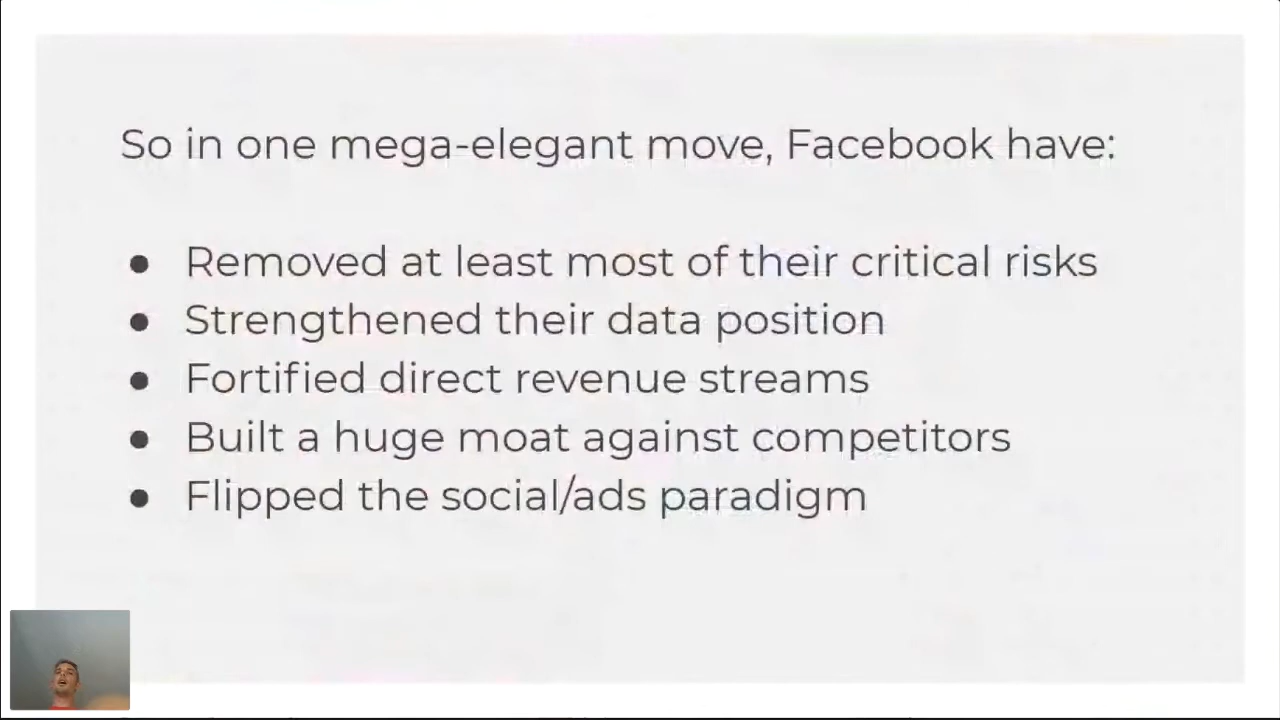 So in one mega-elegant move, Facebook have:
● Removed at least most of their critical risks
● Strengthened their data position
● Fortified direct revenue streams
● Built a huge moat against competitors
● Flipped the social/ads paradigm